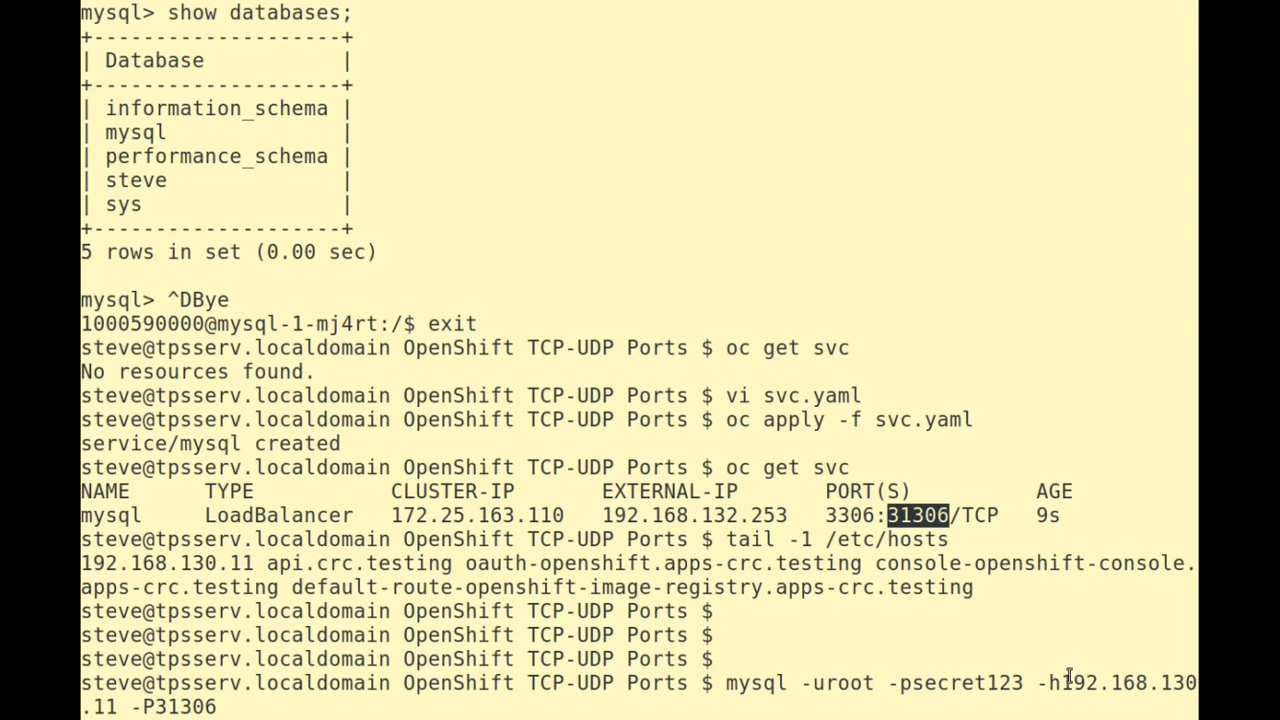 mysql> show databases;
+--------------------+
| Database           |
+--------------------+
| information_schema |
| mysql              |
| performance_schema |
| steve              |
| sys                |
+--------------------+
5 rows in set (0.00 sec)
mysql> ^DBye
1000590000@mysql-1-mj4rt:/$ exit
steve@tpsserv.localdomain OpenShift TCP-UDP Ports $ oc get svc
No resources found.
steve@tpsserv.localdomain OpenShift TCP-UDP Ports $ vi svc.yaml
steve@tpsserv.localdomain OpenShift TCP-UDP Ports $ oc apply -f svc.yaml
service/mysql created
steve@tpsserv.localdomain OpenShift TCP-UDP Ports $ oc get svc
NAME      TYPE           CLUSTER-IP       EXTERNAL-IP       PORT(S)          AGE
mysql     LoadBalancer   172.25.163.110   192.168.132.253   3306:31306/TCP   9s
steve@tpsserv.localdomain OpenShift TCP-UDP Ports $ tail -1 /etc/hosts
192.168.130.11 api.crc.testing oauth-openshift.apps-crc.testing console-openshift-console.
apps-crc.testing default-route-openshift-image-registry.apps-crc.testing
steve@tpsserv.localdomain OpenShift TCP-UDP Ports $
steve@tpsserv.localdomain OpenShift TCP-UDP Ports $
steve@tpsserv.localdomain OpenShift TCP-UDP Ports $
steve@tpsserv.localdomain OpenShift TCP-UDP Ports $ mysql -uroot -psecret123 -h192.168.130
.11 -P31306